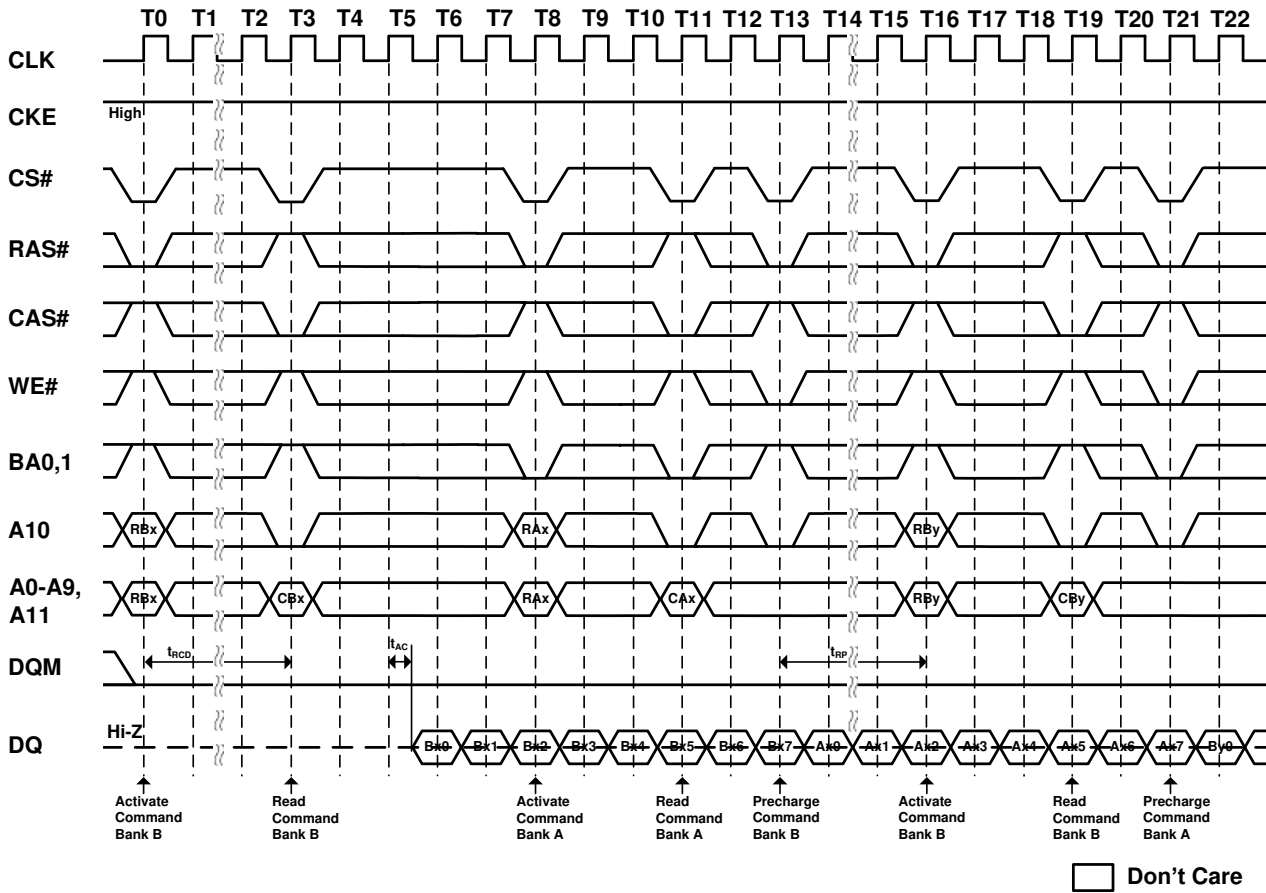 T0 T1 T2 T3 T4 T5 T6 T7 T8 T9 T10 T11 T12 T13 T14 T15 T16 T17 T18 T19 T20 T21 T22
CLK
CKE
High
CS#
RAS#
CAS#
WE#
BA0,1
A10
RBx RAx RBy
A0-A9,
A11
RBx CBx RAx CAx RBy CBy
DQM
tRCD tAC tRP
DQ
Hi-Z
Bx0 Bx1 Bx2 Bx3 Bx4 Bx5 Bx6 Bx7 Ax0 Ax1 Ax2 Ax3 Ax4 Ax5 Ax6 Ax7 By0
Activate
Command
Bank B
Read
Command
Bank B
Activate
Command
Bank A
Read
Command
Bank A
Precharge
Command
Bank B
Activate
Command
Bank B
Read
Command
Bank B
Precharge
Command
Bank A
Don't Care